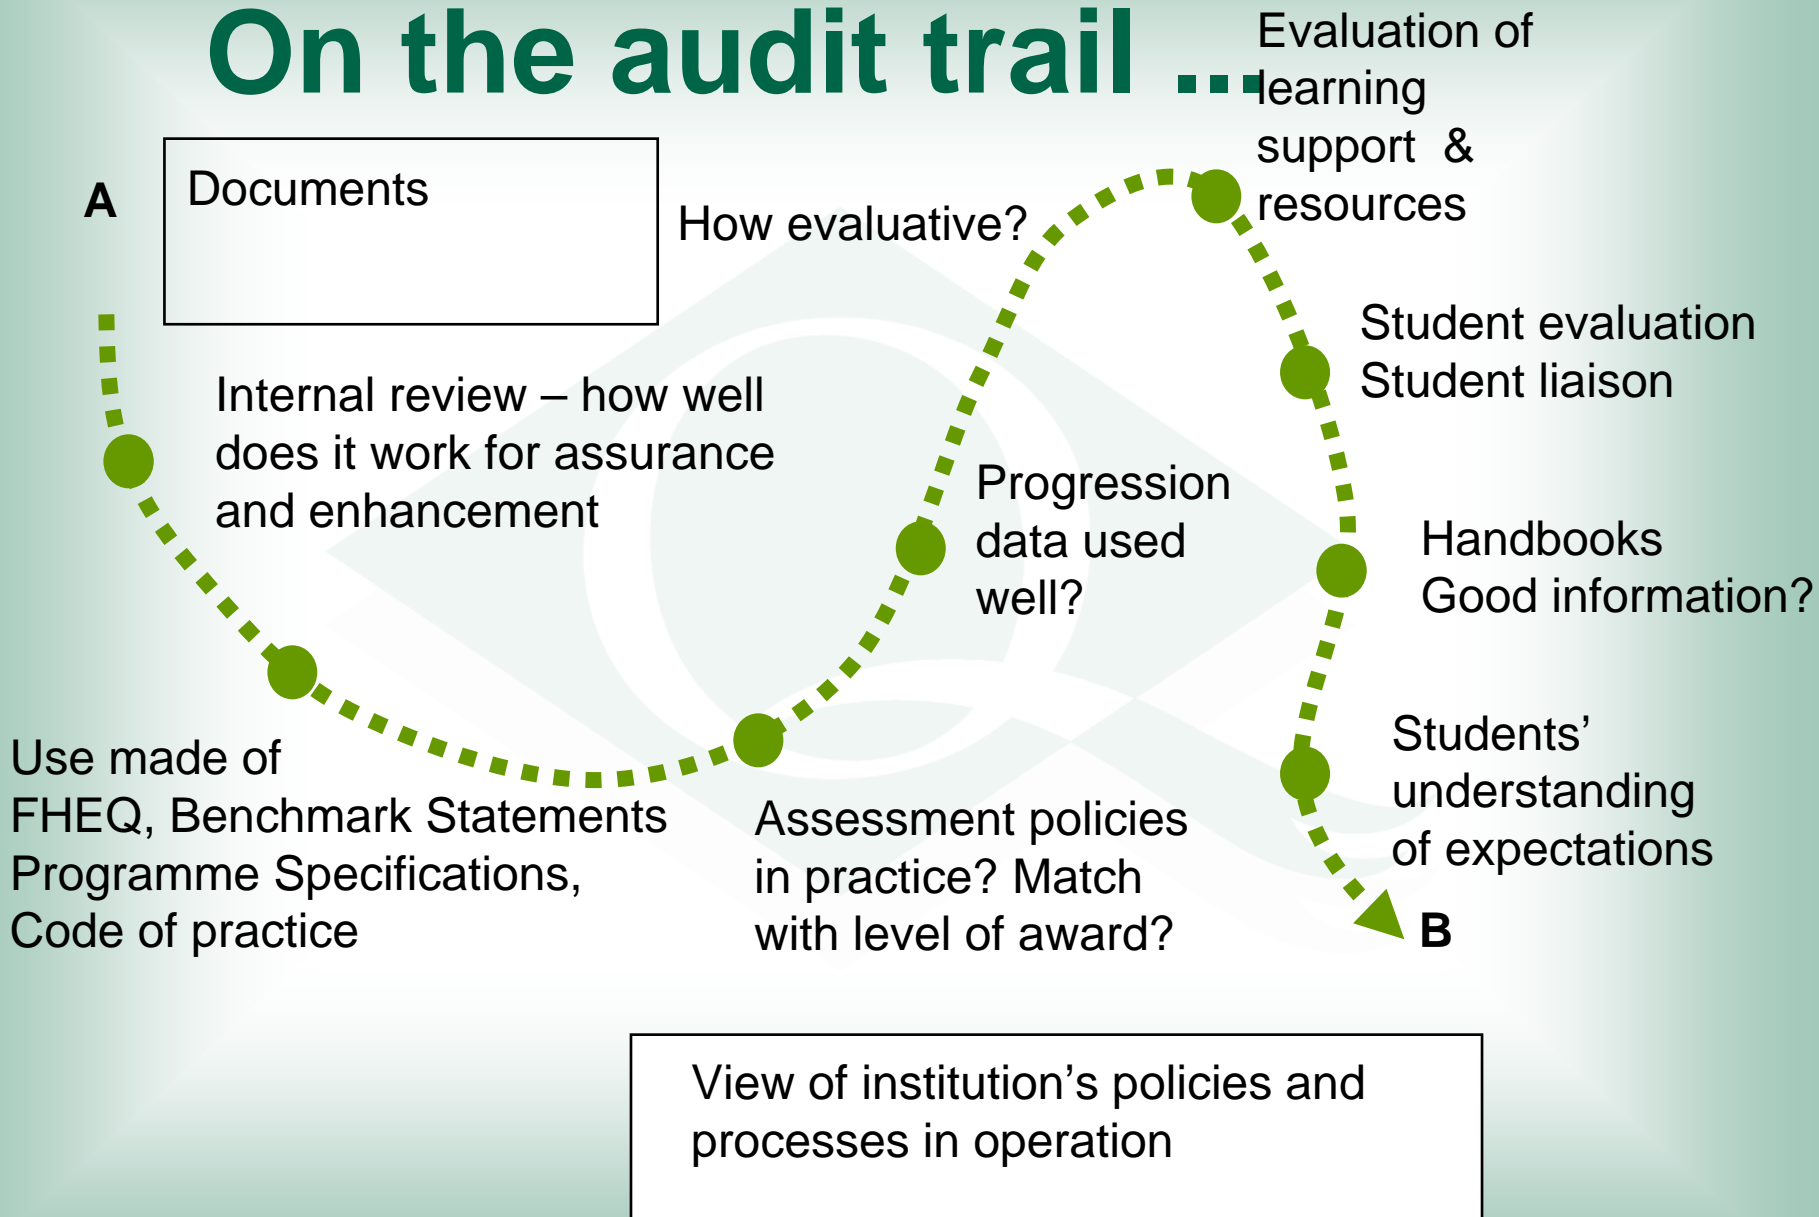 On the audit trail ...
A
Documents
How evaluative?
Evaluation of
learning
support &
resources
Internal review – how well
does it work for assurance
and enhancement
Student evaluation
Student liaison
Progression
data used
well?
Handbooks
Good information?
Use made of
FHEQ, Benchmark Statements
Programme Specifications,
Code of practice
Assessment policies
in practice? Match
with level of award?
Students’
understanding
of expectations
B
View of institution’s policies and
processes in operation